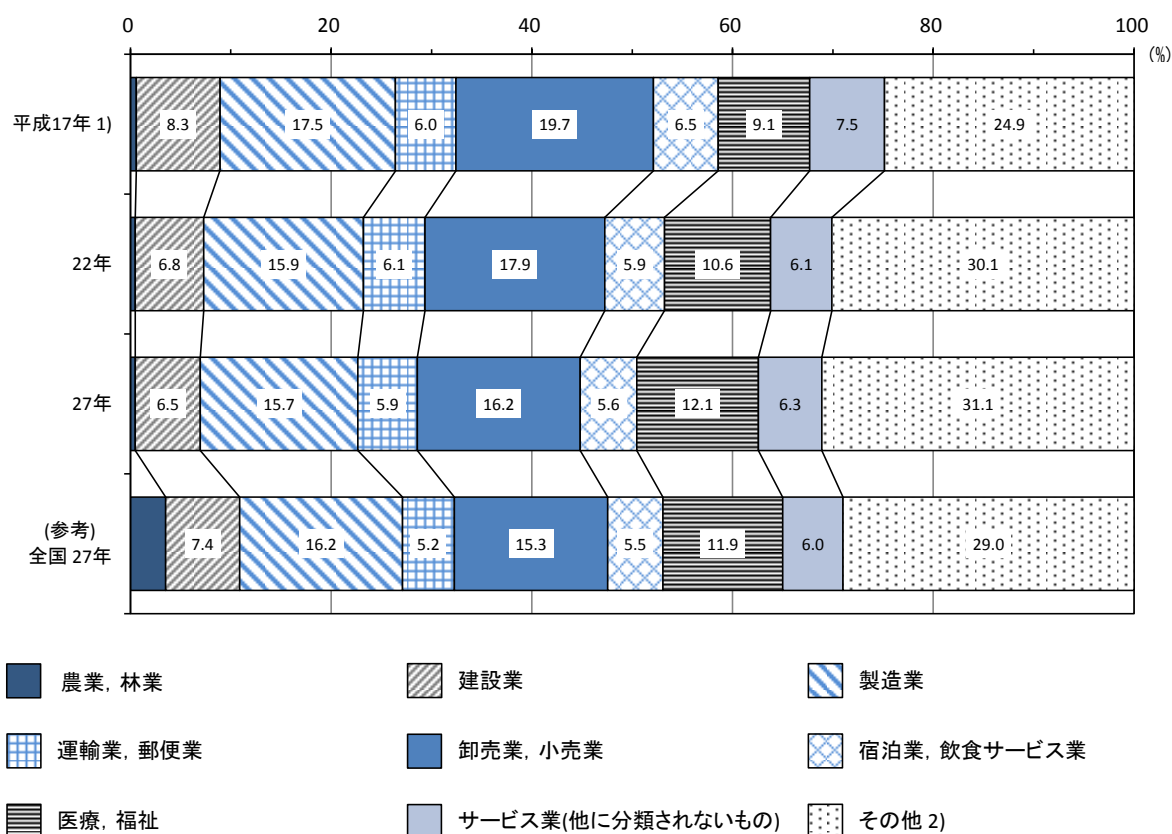 0 20 40 60 80 100
(%)
平成17年 1) 8.3 17.5 6.0 19.7 6.5 9.1 7.5 24.9
22年 6.8 15.9 6.1 17.9 5.9 10.6 6.1 30.1
27年 6.5 15.7 5.9 16.2 5.6 12.1 6.3 31.1
(参考)
全国 27年 7.4 16.2 5.2 15.3 5.5 11.9 6.0 29.0
農業, 林業 建設業 製造業
運輸業, 郵便業 卸売業, 小売業 宿泊業, 飲食サービス業
医療, 福祉 サービス業(他に分類されないもの) その他 2)